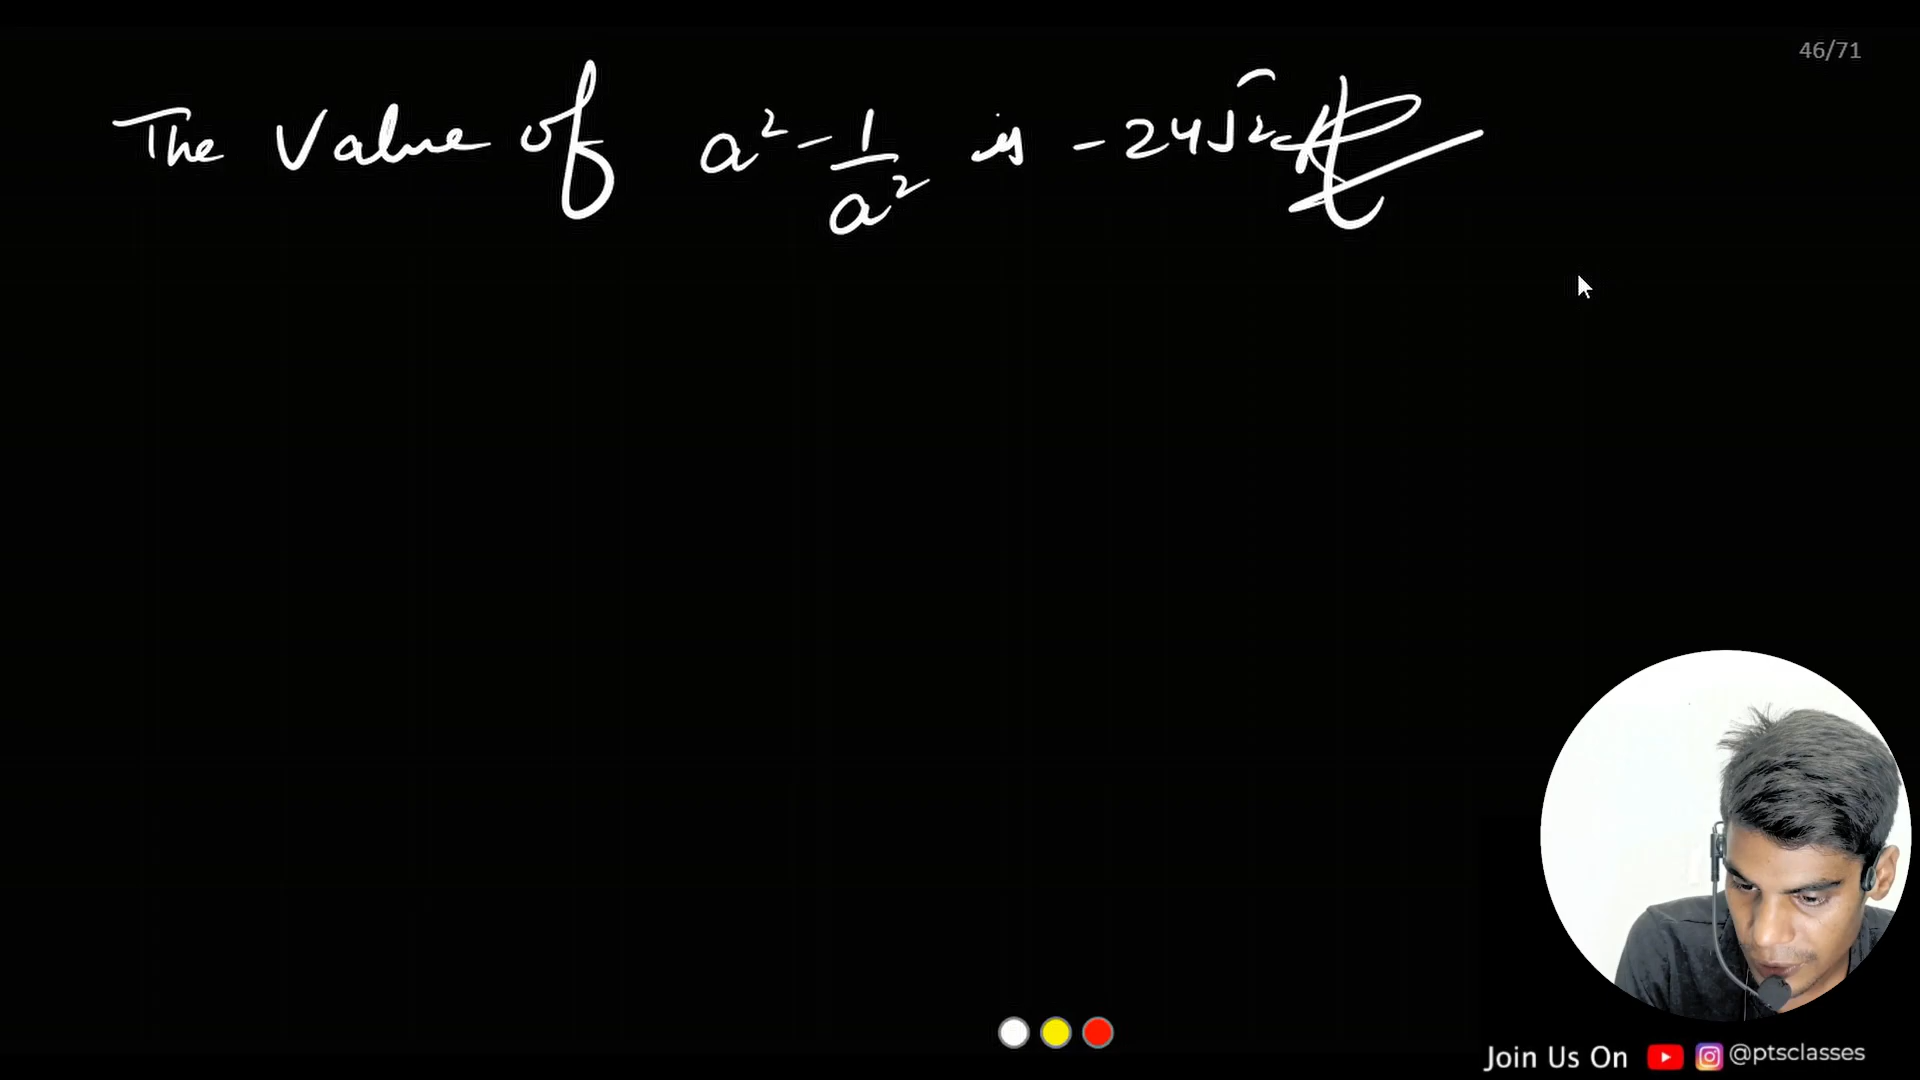 46/71
The Value of a² - 1/a² is - 24√2
Join Us On @ptsclasses